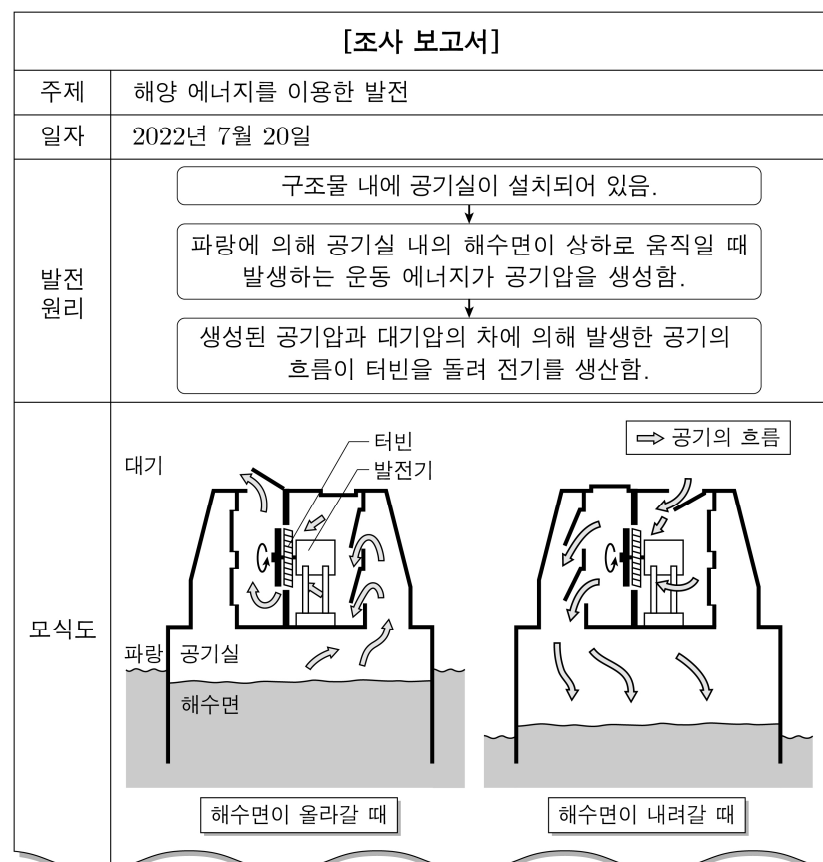 [조사 보고서]
주제
해양 에너지를 이용한 발전
일자
2022년 7월 20일
발전
원리
구조물 내에 공기실이 설치되어 있음.
파랑에 의해 공기실 내의 해수면이 상하로 움직일 때
발생하는 운동 에너지가 공기압을 생성함.
생성된 공기압과 대기압의 차에 의해 발생한 공기의
흐름이 터빈을 돌려 전기를 생산함.
모식도
대기
터빈
발전기
공기의 흐름
파랑
공기실
해수면
해수면이 올라갈 때
해수면이 내려갈 때